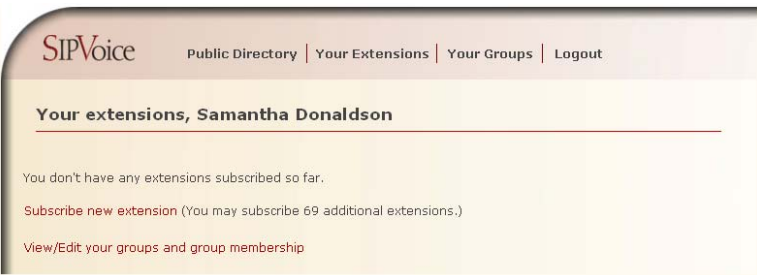 SIPVoice
Public Directory | Your Extensions | Your Groups | Logout
Your extensions, Samantha Donaldson
You don't have any extensions subscribed so far.
Subscribe new extension (You may subscribe 69 additional extensions.)
View/Edit your groups and group membership